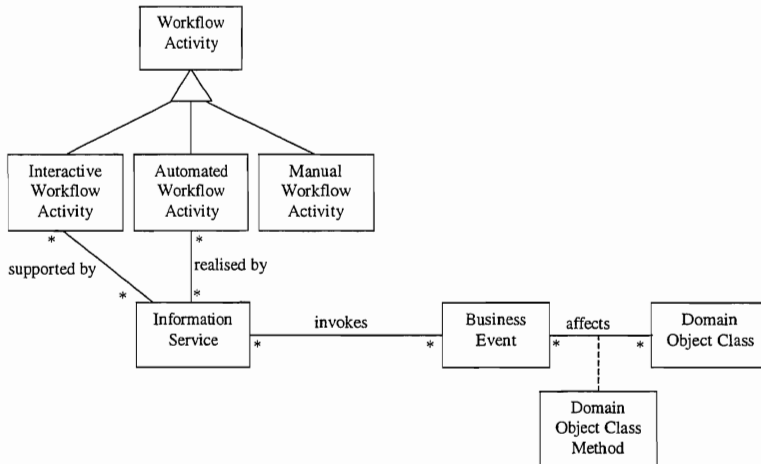 Workflow
Activity
Interactive
Workflow
Activity
Automated
Workflow
Activity
Manual
Workflow
Activity
*
*
supported by
realised by
*
*
Information
Service
invokes
*
*
Business
Event
affects
*
*
Domain
Object Class
Domain
Object Class
Method